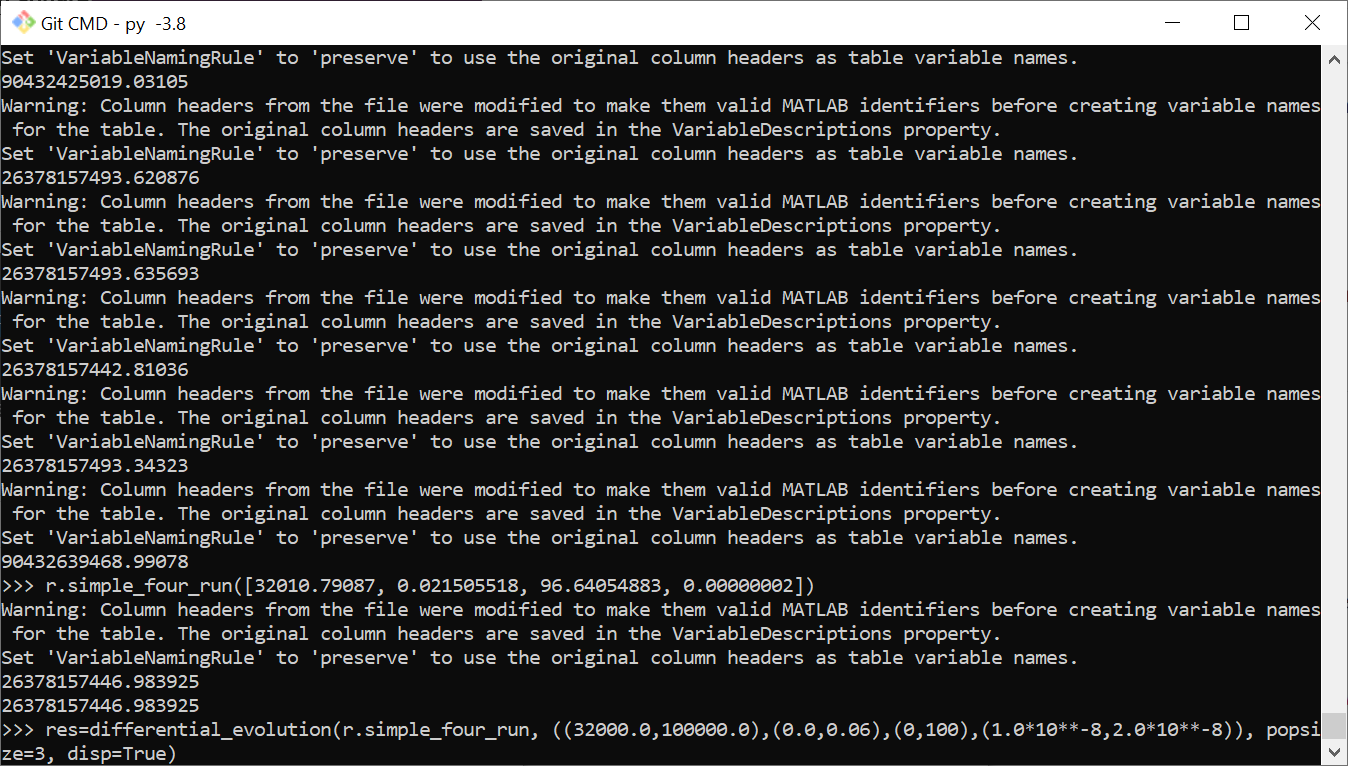 Git CMD - py  -3.8
Set 'VariableNamingRule' to 'preserve' to use the original column headers as table variable names.
90432425019.03105
Warning: Column headers from the file were modified to make them valid MATLAB identifiers before creating variable names
 for the table. The original column headers are saved in the VariableDescriptions property.
Set 'VariableNamingRule' to 'preserve' to use the original column headers as table variable names.
26378157493.620876
Warning: Column headers from the file were modified to make them valid MATLAB identifiers before creating variable names
 for the table. The original column headers are saved in the VariableDescriptions property.
Set 'VariableNamingRule' to 'preserve' to use the original column headers as table variable names.
26378157493.635693
Warning: Column headers from the file were modified to make them valid MATLAB identifiers before creating variable names
 for the table. The original column headers are saved in the VariableDescriptions property.
Set 'VariableNamingRule' to 'preserve' to use the original column headers as table variable names.
26378157442.81036
Warning: Column headers from the file were modified to make them valid MATLAB identifiers before creating variable names
 for the table. The original column headers are saved in the VariableDescriptions property.
Set 'VariableNamingRule' to 'preserve' to use the original column headers as table variable names.
26378157493.34323
Warning: Column headers from the file were modified to make them valid MATLAB identifiers before creating variable names
 for the table. The original column headers are saved in the VariableDescriptions property.
Set 'VariableNamingRule' to 'preserve' to use the original column headers as table variable names.
90432639468.99078
>>> r.simple_four_run([32010.79087, 0.021505518, 96.64054883, 0.00000002])
Warning: Column headers from the file were modified to make them valid MATLAB identifiers before creating variable names
 for the table. The original column headers are saved in the VariableDescriptions property.
Set 'VariableNamingRule' to 'preserve' to use the original column headers as table variable names.
26378157446.983925
26378157446.983925
>>> res=differential_evolution(r.simple_four_run, ((32000.0,100000.0),(0.0,0.06),(0,100),(1.0*10**-8,2.0*10**-8)), popsi
ze=3, disp=True)